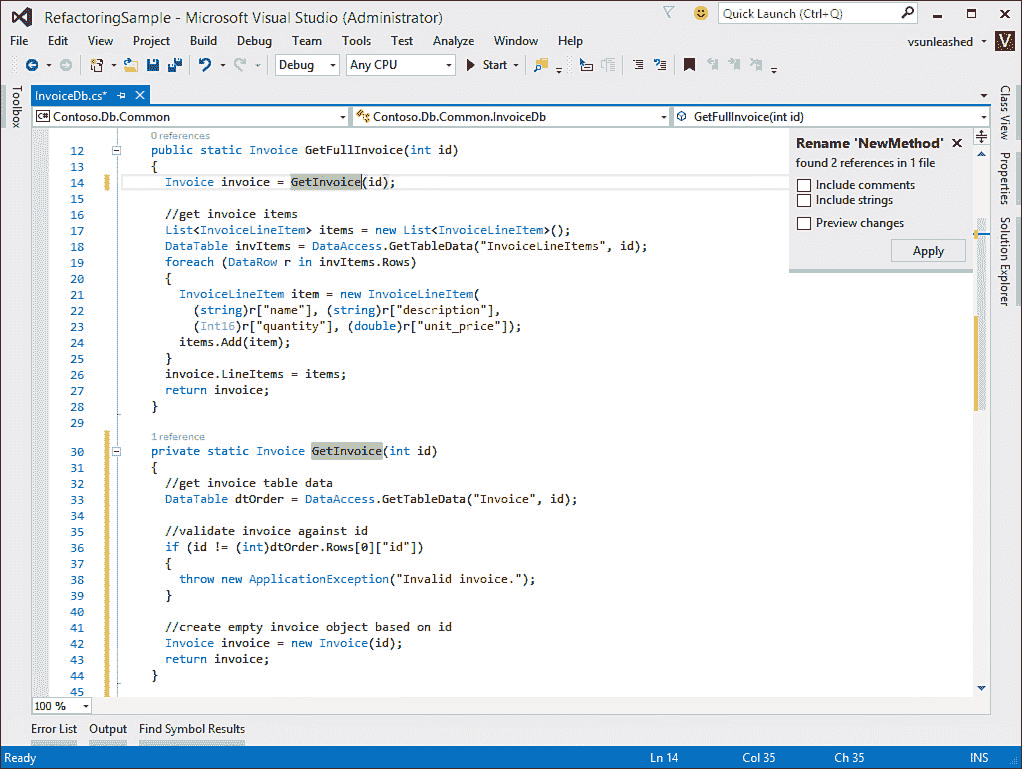 RefactoringSample - Microsoft Visual Studio (Administrator)
Quick Launch (Ctrl+Q)
File Edit View Project Build Debug Team Tools Test Analyze Window Help
vsunleashed
V
Debug Any CPU Start
Toolbox
InvoiceDb.cs*
C# Contoso.Db.Common Contoso.Db.Common.InvoiceDb GetFullInvoice(int id)
0 references
12 public static Invoice GetFullInvoice(int id)
13 {
14 Invoice invoice = GetInvoice(id);
15
16 //get invoice items
17 List<InvoiceLineItem> items = new List<InvoiceLineItem>();
18 DataTable invItems = DataAccess.GetTableData("InvoiceLineItems", id);
19 foreach (DataRow r in invItems.Rows)
20 {
21 InvoiceLineItem item = new InvoiceLineItem(
22 (string)r["name"], (string)r["description"],
23 (Int16)r["quantity"], (double)r["unit_price"]);
24 items.Add(item);
25 }
26 invoice.LineItems = items;
27 return invoice;
28 }
29
1 reference
30 private static Invoice GetInvoice(int id)
31 {
32 //get invoice table data
33 DataTable dtOrder = DataAccess.GetTableData("Invoice", id);
34
35 //validate invoice against id
36 if (id != (int)dtOrder.Rows[0]["id"])
37 {
38 throw new ApplicationException("Invalid invoice.");
39 }
40
41 //create empty invoice object based on id
42 Invoice invoice = new Invoice(id);
43 return invoice;
44 }
45
Rename 'NewMethod'
found 2 references in 1 file
Include comments
Include strings
Preview changes
Apply
Class View
Properties
Solution Explorer
100 %
Error List Output Find Symbol Results
Ready Ln 14 Col 35 Ch 35 INS